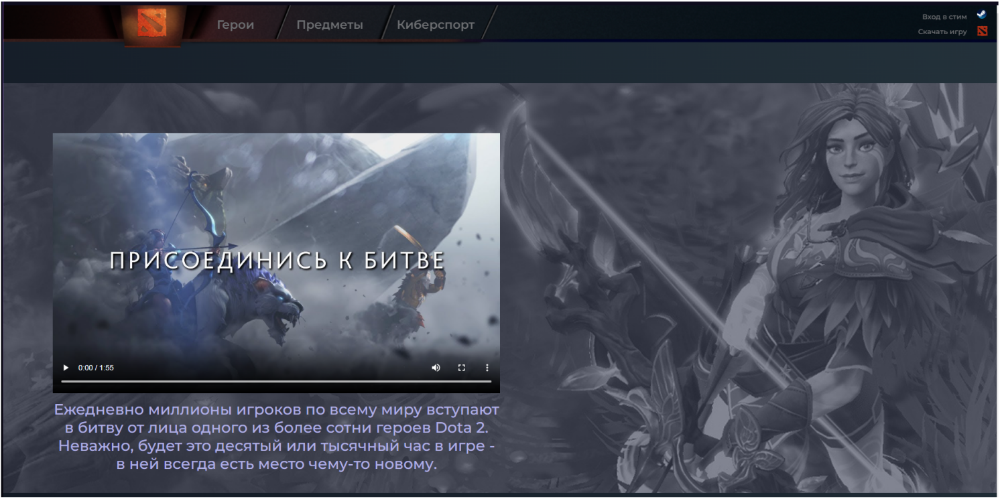 Герои
Предметы
Киберспорт
Вход в стим
Скачать игру
ПРИСОЕДИНИСЬ К БИТВЕ
0:00 / 1:55
Ежедневно миллионы игроков по всему миру вступают
в битву от лица одного из более сотни героев Dota 2.
Неважно, будет это десятый или тысячный час в игре -
в ней всегда есть место чему-то новому.